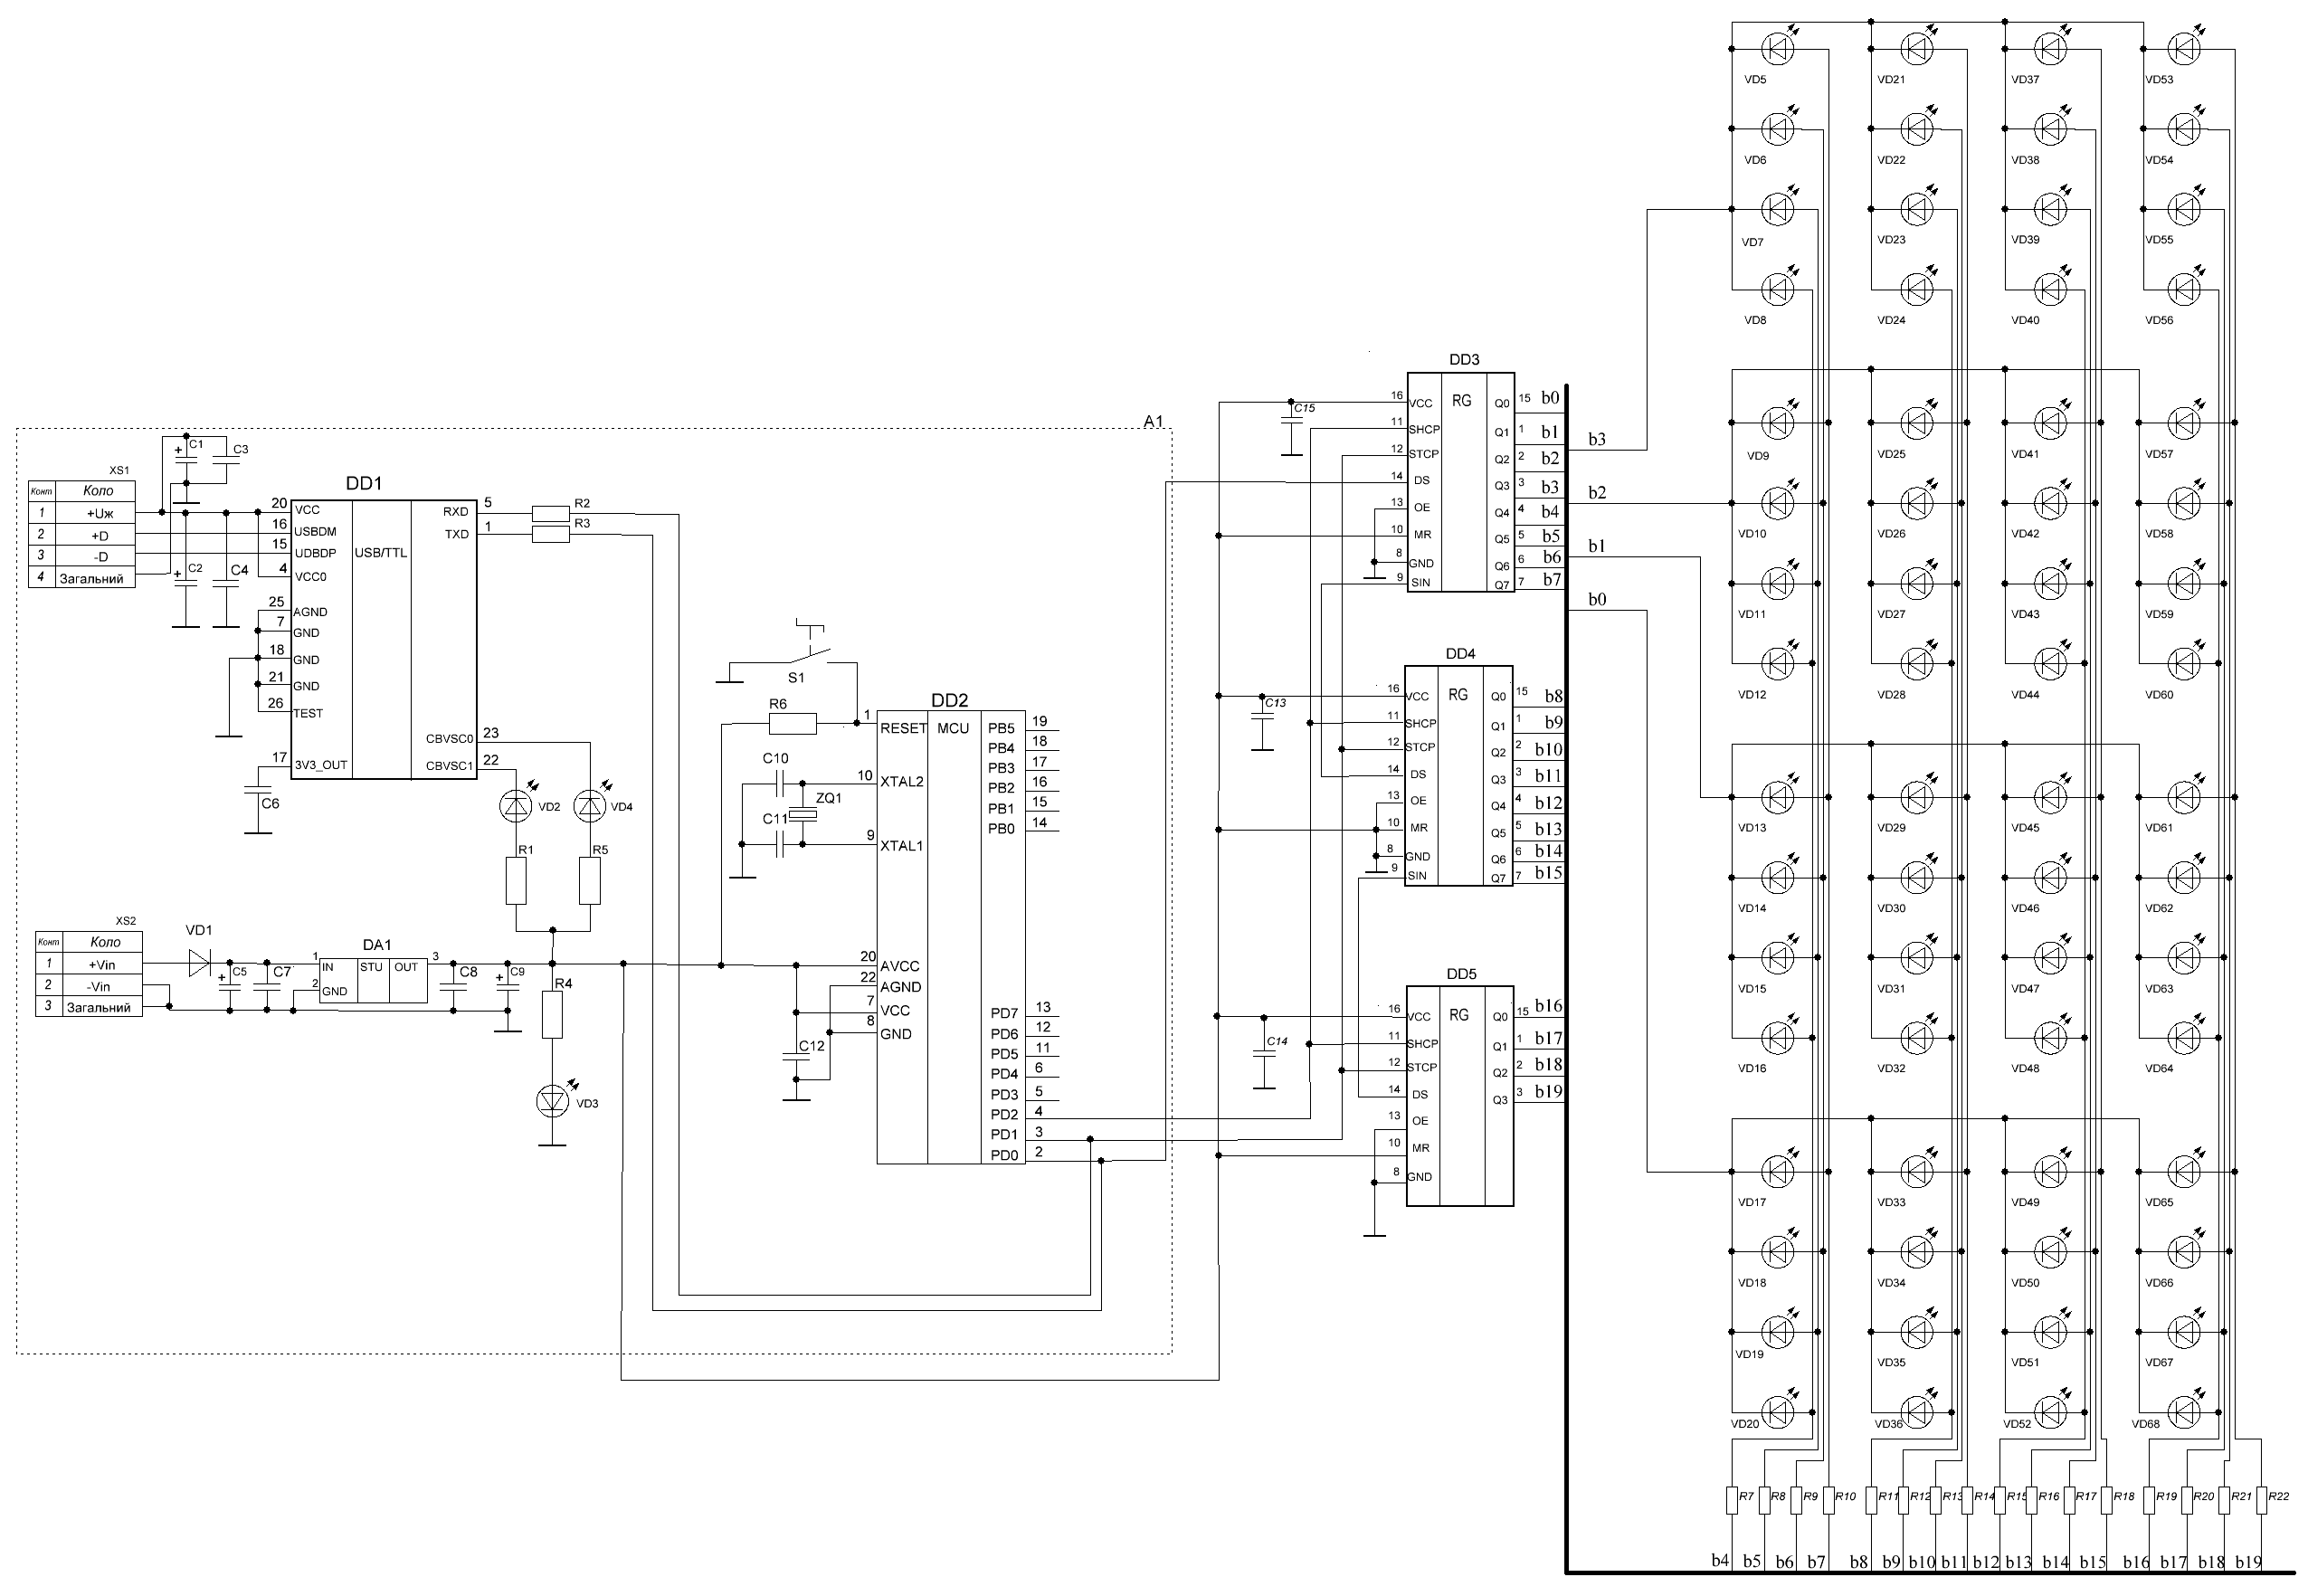 A1
XS1
Конт Коло
1 +Uж
2 +D
3 -D
4 Загальний
C1
C3
C2
C4
DD1
20 VCC
16 USBDM
15 UDBDP
4 VCC0
25 AGND
7 GND
18 GND
21 GND
26 TEST
17 3V3_OUT
USB/TTL
RXD 5
TXD 1
CBVSC0 23
CBVSC1 22
R2
R3
C6
VD2
VD4
R1
R5
XS2
Конт Коло
1 +Vin
2 -Vin
3 Загальний
VD1
C5
C7
DA1
1 IN STU OUT 3
2 GND
C8
C9
R4
VD3
S1
R6
C10
ZQ1
C11
C12
DD2
MCU
1 RESET
10 XTAL2
9 XTAL1
20 AVCC
22 AGND
7 VCC
8 GND
PB5 19
PB4 18
PB3 17
PB2 16
PB1 15
PB0 14
PD7 13
PD6 12
PD5 11
PD4 6
PD3 5
PD2 4
PD1 3
PD0 2
DD3
RG
C15
16 VCC
11 SHCP
12 STCP
14 DS
13 OE
10 MR
8 GND
9 SIN
Q0 15 b0
Q1 1 b1
Q2 2 b2
Q3 3 b3
Q4 4 b4
Q5 5 b5
Q6 6 b6
Q7 7 b7
DD4
RG
C13
16 VCC
11 SHCP
12 STCP
14 DS
13 OE
10 MR
8 GND
9 SIN
Q0 15 b8
Q1 1 b9
Q2 2 b10
Q3 3 b11
Q4 4 b12
Q5 5 b13
Q6 6 b14
Q7 7 b15
DD5
RG
C14
16 VCC
11 SHCP
12 STCP
14 DS
13 OE
10 MR
8 GND
Q0 15 b16
Q1 1 b17
Q2 2 b18
Q3 3 b19
b3
b2
b1
b0
VD5 VD21 VD37 VD53
VD6 VD22 VD38 VD54
VD7 VD23 VD39 VD55
VD8 VD24 VD40 VD56
VD9 VD25 VD41 VD57
VD10 VD26 VD42 VD58
VD11 VD27 VD43 VD59
VD12 VD28 VD44 VD60
VD13 VD29 VD45 VD61
VD14 VD30 VD46 VD62
VD15 VD31 VD47 VD63
VD16 VD32 VD48 VD64
VD17 VD33 VD49 VD65
VD18 VD34 VD50 VD66
VD19 VD35 VD51 VD67
VD20 VD36 VD52 VD68
R7 R8 R9 R10 R11 R12 R13 R14 R15 R16 R17 R18 R19 R20 R21 R22
b4 b5 b6 b7 b8 b9 b10 b11 b12 b13 b14 b15 b16 b17 b18 b19